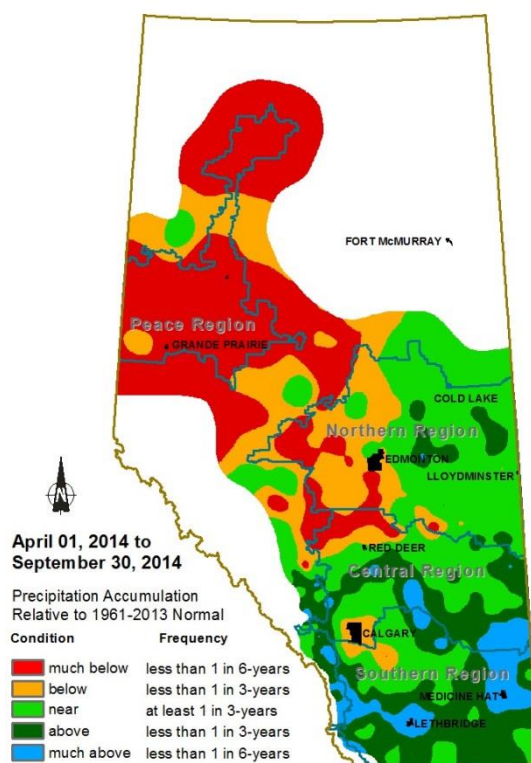 FORT MCMURRAY
Peace Region
GRANDE PRAIRIE
COLD LAKE
Northern Region
EDMONTON
LLOYDMINSTER
N
April 01, 2014 to
September 30, 2014
RED DEER
Central Region
Precipitation Accumulation
Relative to 1961-2013 Normal
Condition Frequency
CALGARY
much below less than 1 in 6-years
below less than 1 in 3-years
Southern Region
near at least 1 in 3-years
MEDICINE HAT
above less than 1 in 3-years
LETHBRIDGE
much above less than 1 in 6-years